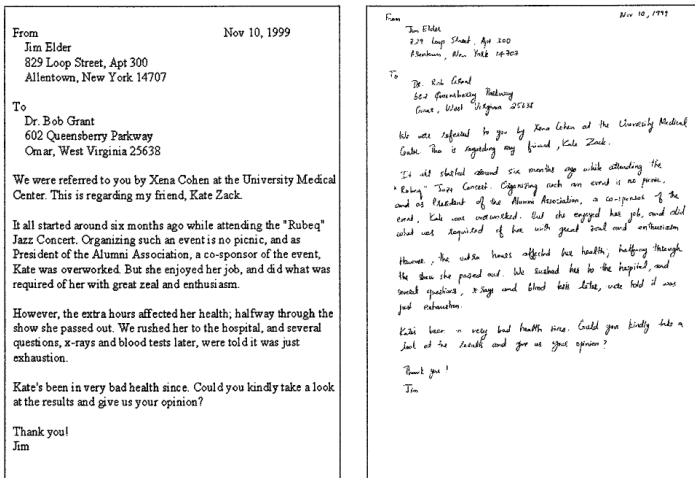 From Nov 10, 1999
Jim Elder
829 Loop Street, Apt 300
Allentown, New York 14707
To
Dr. Bob Grant
602 Queensberry Parkway
Omar, West Virginia 25638
We were referred to you by Xena Cohen at the University Medical
Center. This is regarding my friend, Kate Zack.
It all started around six months ago while attending the "Rubeq"
Jazz Concert. Organizing such an event is no picnic, and as
President of the Alumni Association, a co-sponsor of the event,
Kate was overworked. But she enjoyed her job, and did what was
required of her with great zeal and enthusiasm.
However, the extra hours affected her health; halfway through the
show she passed out. We rushed her to the hospital, and several
questions, x-rays and blood tests later, were told it was just
exhaustion.
Kate's been in very bad health since. Could you kindly take a look
at the results and give us your opinion?
Thank you!
Jim
From Nov 10, 1999
Jim Elder
829 Loop Street, Apt 300
Allentown, New York 14707
To
Dr. Bob Grant
602 Queensberry Parkway
Omar, West Virginia 25638
We were referred to you by Xena Cohen at the University Medical
Center. This is regarding my friend, Kate Zack.
It all started around six months ago while attending the
"Rubeq" Jazz Concert. Organizing such an event is no picnic,
and as President of the Alumni Association, a co-sponsor of the
event, Kate was overworked. But she enjoyed her job, and did
what was required of her with great zeal and enthusiasm.
However, the extra hours affected her health; halfway through
the show she passed out. We rushed her to the hospital, and
several questions, x-rays and blood tests later, were told it was
just exhaustion.
Kate's been in very bad health since. Could you kindly take a
look at the results and give us your opinion?
Thank you!
Jim